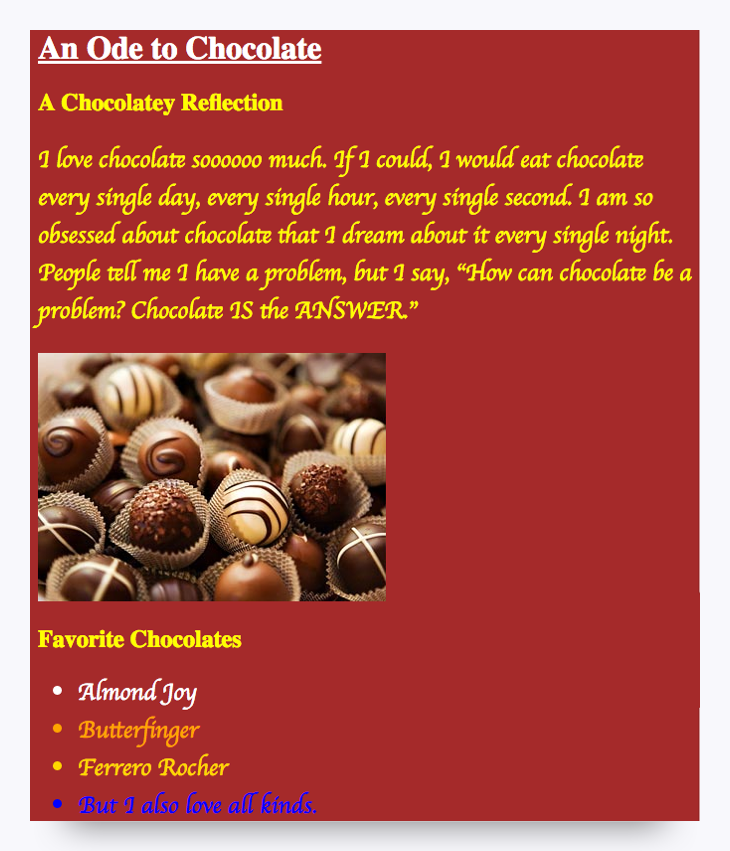 An Ode to Chocolate
A Chocolatey Reflection
I love chocolate soooooo much. If I could, I would eat chocolate
every single day, every single hour, every single second. I am so
obsessed about chocolate that I dream about it every single night.
People tell me I have a problem, but I say, “How can chocolate be a
problem? Chocolate IS the ANSWER.”
Favorite Chocolates
• Almond Joy
• Butterfinger
• Ferrero Rocher
• But I also love all kinds.